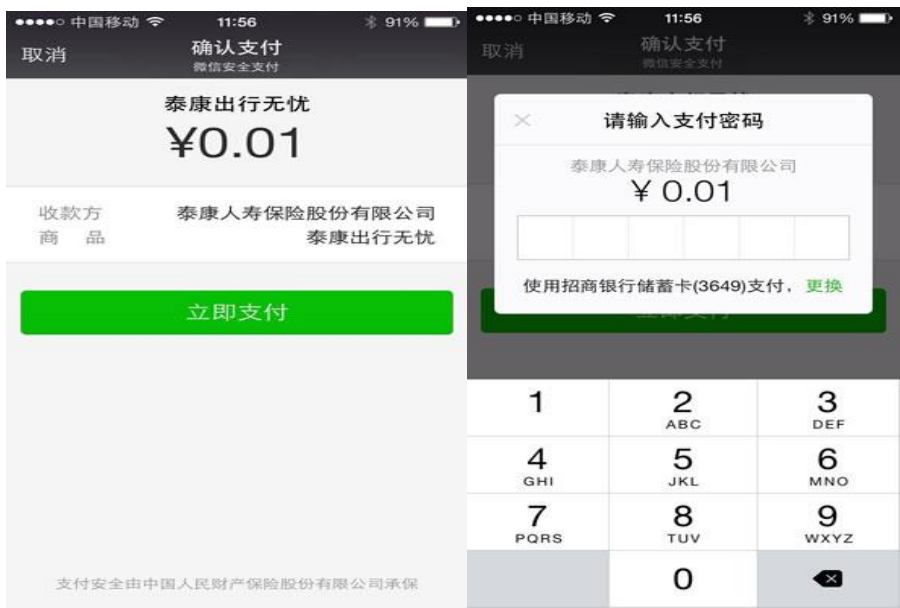 中国移动 11:56 91%
取消 确认支付
微信安全支付
泰康出行无忧
¥0.01
收款方 泰康人寿保险股份有限公司
商 品 泰康出行无忧
立即支付
支付安全由中国人民财产保险股份有限公司承保
中国移动 11:56 91%
取消 确认支付
微信安全支付
× 请输入支付密码
泰康人寿保险股份有限公司
¥ 0.01
使用招商银行储蓄卡(3649)支付，更换
立即支付
1 2 3
ABC DEF
4 5 6
GHI JKL MNO
7 8 9
PQRS TUV WXYZ
0